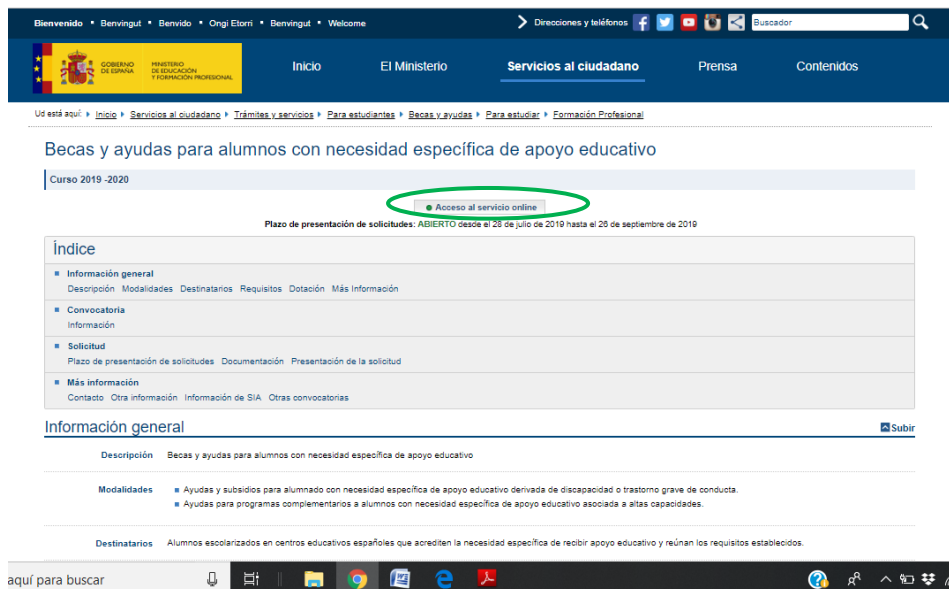 Bienvenido ▪ Benvingut ▪ Benvido ▪ Ongi Etorri ▪ Benvingut ▪ Welcome
Direcciones y teléfonos
Buscador
GOBIERNO DE ESPAÑA
MINISTERIO DE EDUCACIÓN Y FORMACIÓN PROFESIONAL
Inicio El Ministerio Servicios al ciudadano Prensa Contenidos
Ud está aquí: Inicio Servicios al ciudadano Trámites y servicios Para estudiantes Becas y ayudas Para estudiar Formación Profesional
Becas y ayudas para alumnos con necesidad específica de apoyo educativo
Curso 2019 -2020
Acceso al servicio online
Plazo de presentación de solicitudes: ABIERTO desde el 28 de julio de 2019 hasta el 26 de septiembre de 2019
Índice
Información general
Descripción Modalidades Destinatarios Requisitos Dotación Más Información
Convocatoria
Información
Solicitud
Plazo de presentación de solicitudes Documentación Presentación de la solicitud
Más información
Contacto Otra información Información de SIA Otras convocatorias
Información general
Subir
Descripción Becas y ayudas para alumnos con necesidad específica de apoyo educativo
Modalidades Ayudas y subsidios para alumnado con necesidad específica de apoyo educativo derivada de discapacidad o trastorno grave de conducta.
Ayudas para programas complementarios a alumnos con necesidad específica de apoyo educativo asociada a altas capacidades.
Destinatarios Alumnos escolarizados en centros educativos españoles que acrediten la necesidad específica de recibir apoyo educativo y reúnan los requisitos establecidos.
aquí para buscar